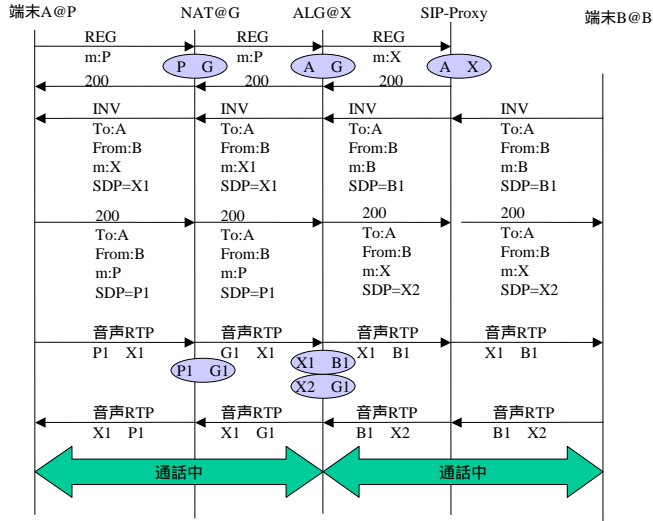 端末A@P NAT@G ALG@X SIP-Proxy 端末B@B
REG REG REG
m:P m:P m:X
P G A G A X
200 200 200
INV INV INV INV
To:A To:A To:A To:A
From:B From:B From:B From:B
m:X m:X1 m:B m:B
SDP=X1 SDP=X1 SDP=B1 SDP=B1
200 200 200 200
To:A To:A To:A To:A
From:B From:B From:B From:B
m:P m:P m:X m:X
SDP=P1 SDP=P1 SDP=X2 SDP=X2
音声RTP 音声RTP 音声RTP 音声RTP
P1 X1 G1 X1 X1 B1 X1 B1
P1 G1 X1 B1
X2 G1
音声RTP 音声RTP 音声RTP 音声RTP
X1 P1 X1 G1 B1 X2 B1 X2
通話中 通話中